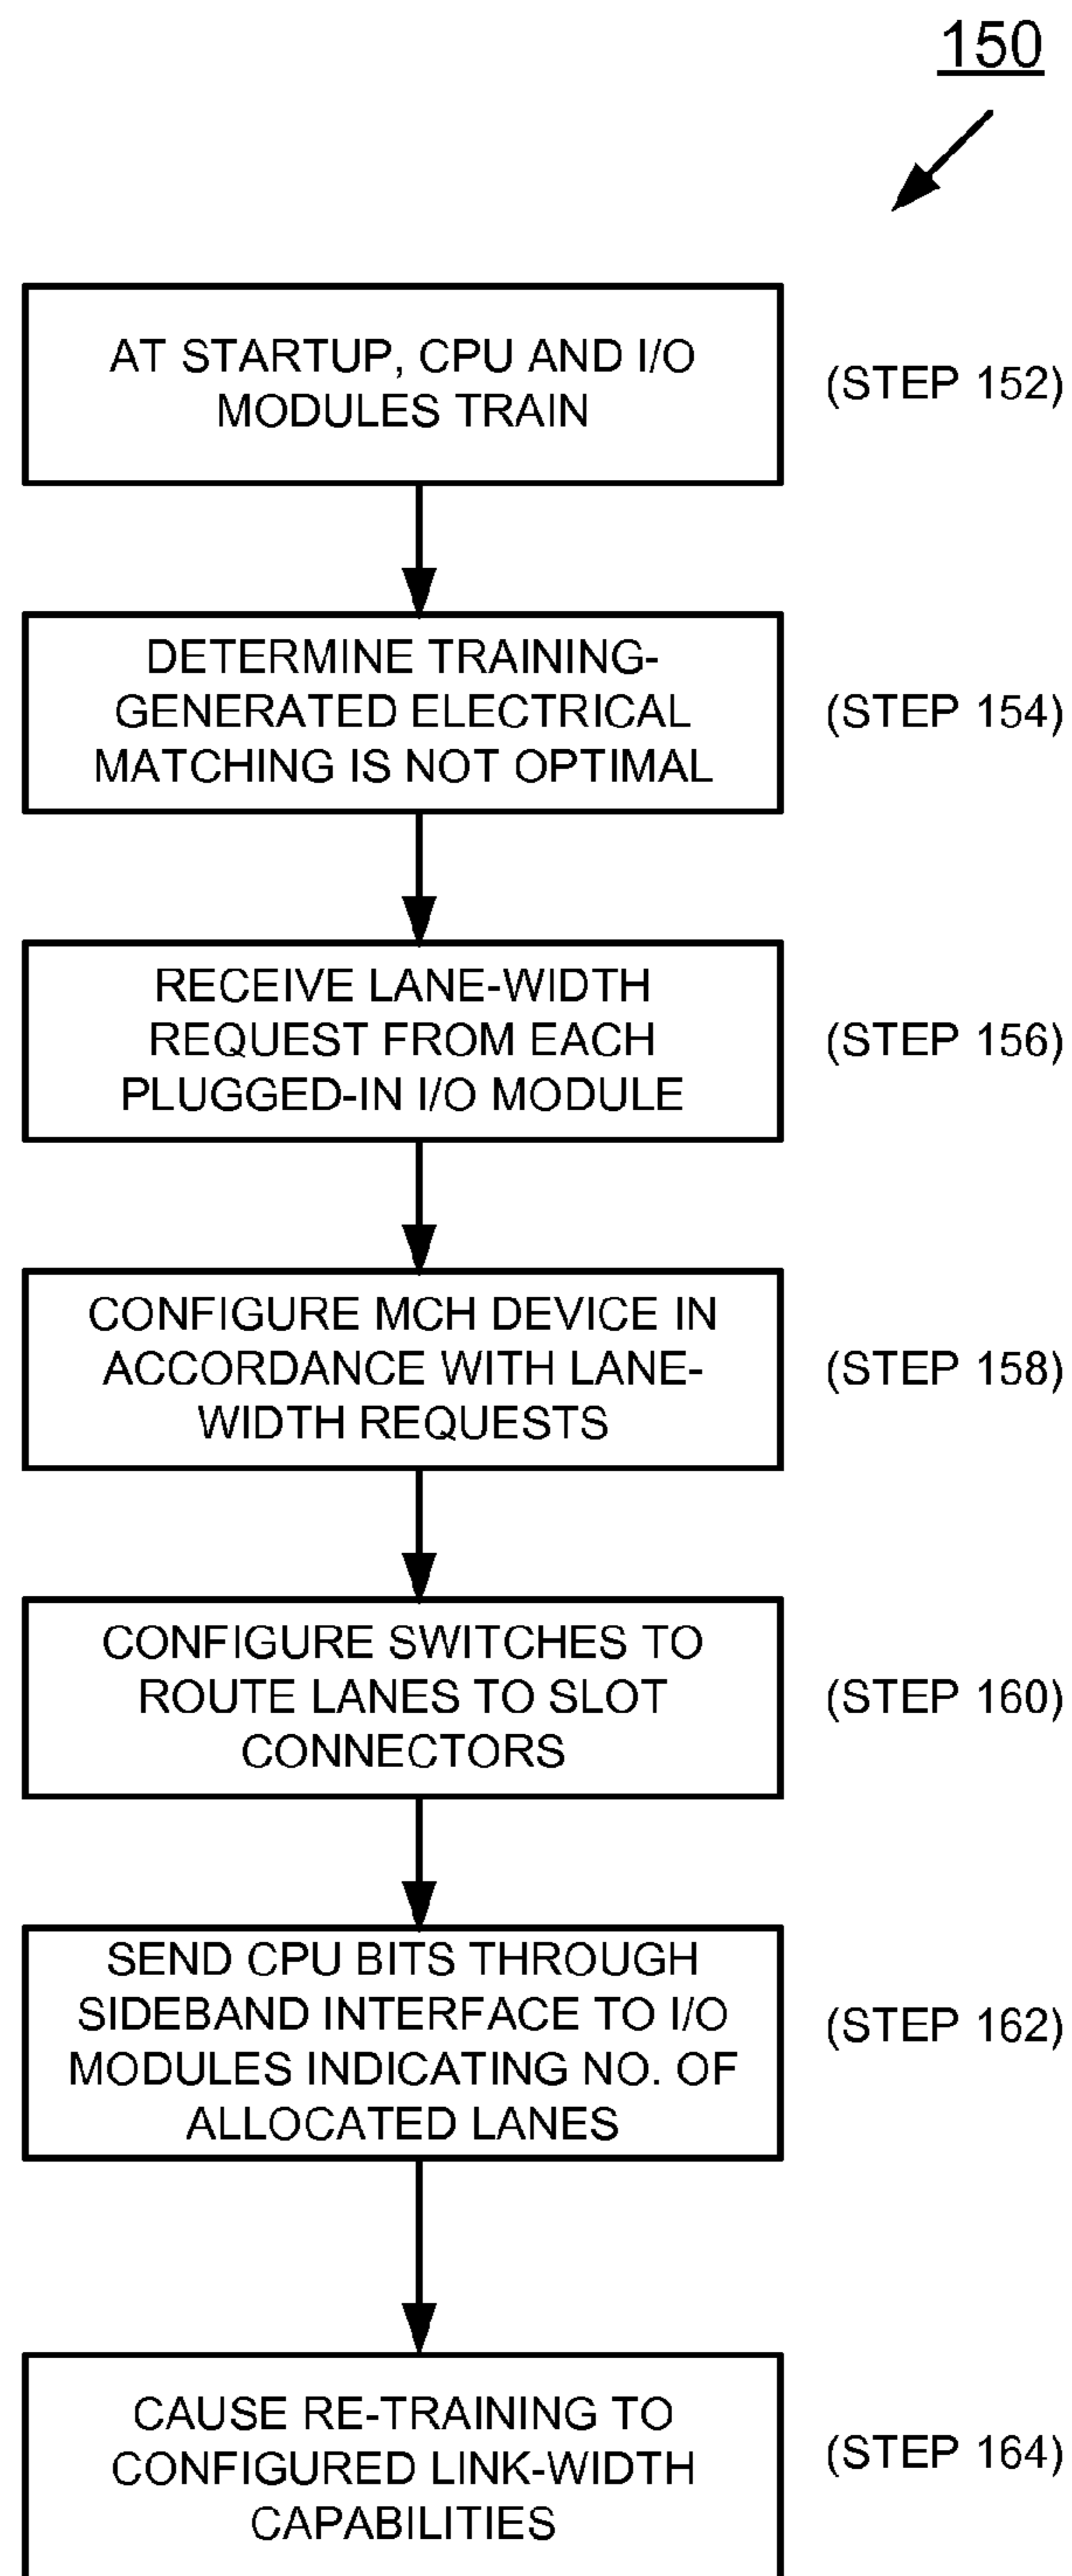 150
AT STARTUP, CPU AND I/O
MODULES TRAIN
(STEP 152)
DETERMINE TRAINING-
GENERATED ELECTRICAL
MATCHING IS NOT OPTIMAL
(STEP 154)
RECEIVE LANE-WIDTH
REQUEST FROM EACH
PLUGGED-IN I/O MODULE
(STEP 156)
CONFIGURE MCH DEVICE IN
ACCORDANCE WITH LANE-
WIDTH REQUESTS
(STEP 158)
CONFIGURE SWITCHES TO
ROUTE LANES TO SLOT
CONNECTORS
(STEP 160)
SEND CPU BITS THROUGH
SIDEBAND INTERFACE TO I/O
MODULES INDICATING NO. OF
ALLOCATED LANES
(STEP 162)
CAUSE RE-TRAINING TO
CONFIGURED LINK-WIDTH
CAPABILITIES
(STEP 164)